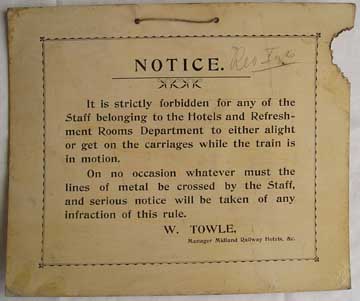 NOTICE.
It is strictly forbidden for any of the
Staff belonging to the Hotels and Refresh-
ment Rooms Department to either alight
or get on the carriages while the train is
in motion.
On no occasion whatever must the
lines of metal be crossed by the Staff,
and serious notice will be taken of any
infraction of this rule.
W. TOWLE,
Manager Midland Railway Hotels, &c.